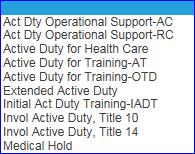 Act Dty Operational Support-AC
Act Dty Operational Support-RC
Active Duty for Health Care
Active Duty for Training-AT
Active Duty for Training-OTD
Extended Active Duty
Initial Act Duty Training-IADT
Invol Active Duty, Title 10
Invol Active Duty, Title 14
Medical Hold